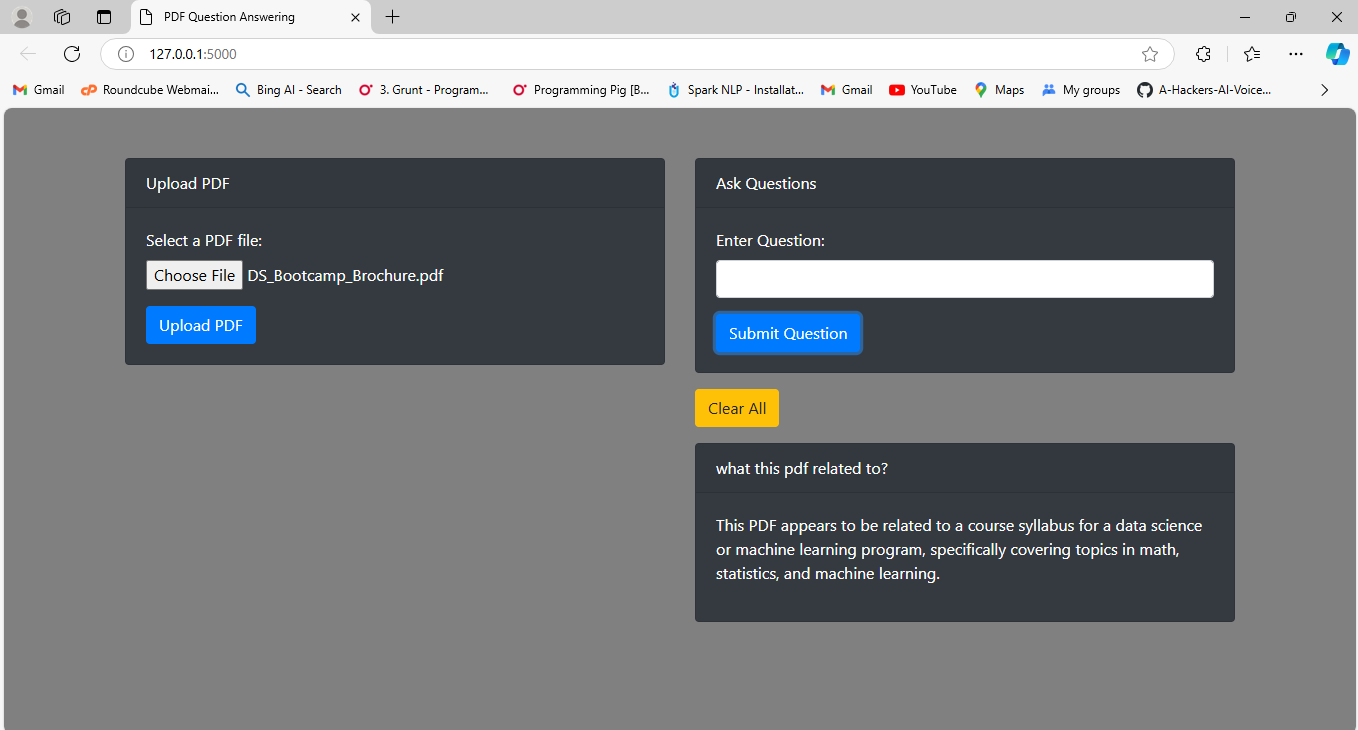 PDF Question Answering
127.0.0.1:5000
Gmail Roundcube Webmai... Bing AI - Search 3. Grunt - Program... Programming Pig [B... Spark NLP - Installat... Gmail YouTube Maps My groups A-Hackers-AI-Voice...
Upload PDF
Select a PDF file:
Choose File DS_Bootcamp_Brochure.pdf
Upload PDF
Ask Questions
Enter Question:
Submit Question
Clear All
what this pdf related to?
This PDF appears to be related to a course syllabus for a data science
or machine learning program, specifically covering topics in math,
statistics, and machine learning.